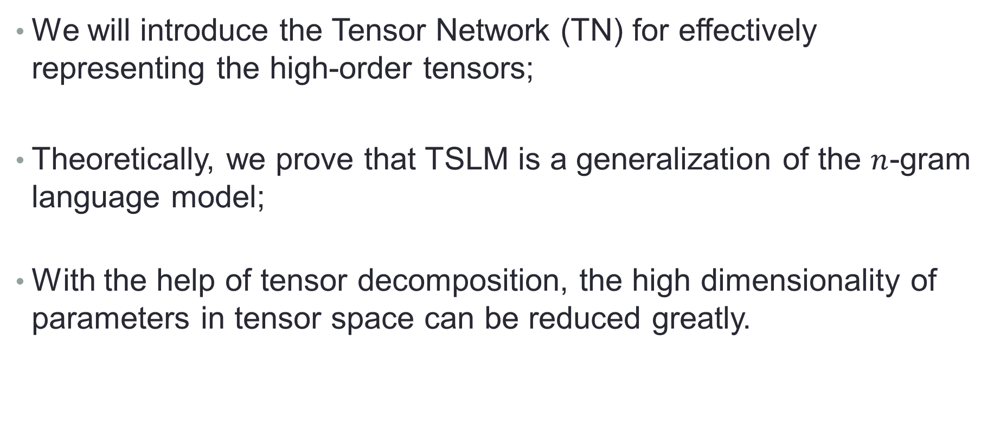 • We will introduce the Tensor Network (TN) for effectively
representing the high-order tensors;
• Theoretically, we prove that TSLM is a generalization of the 𝑛-gram
language model;
• With the help of tensor decomposition, the high dimensionality of
parameters in tensor space can be reduced greatly.